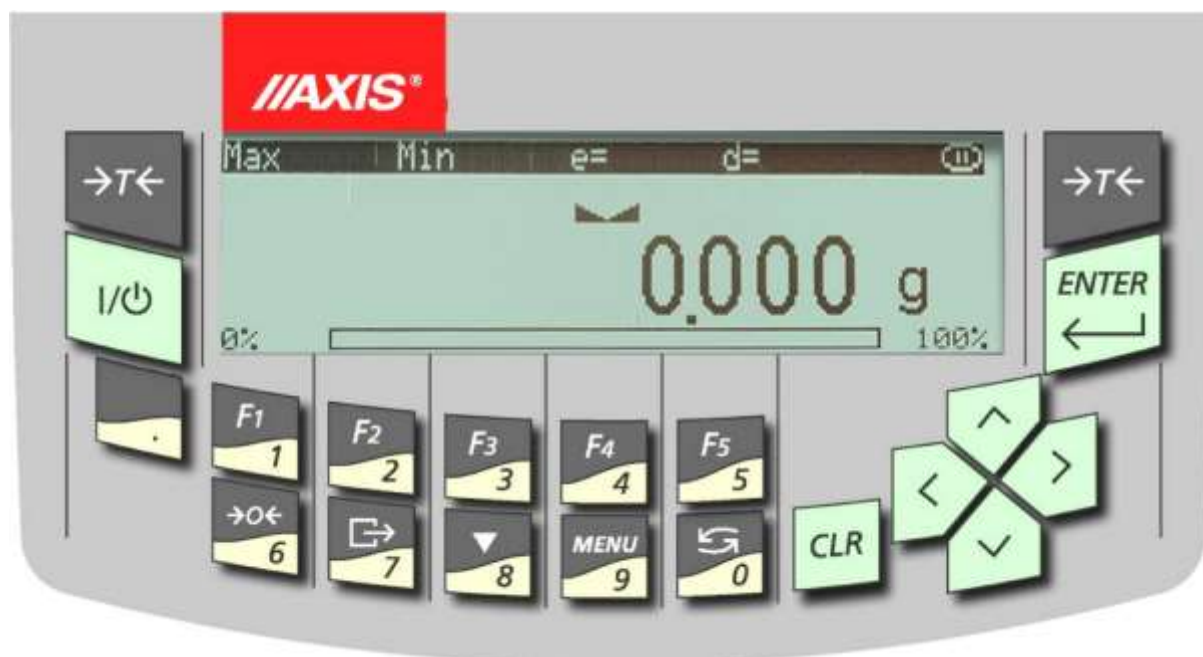 //AXIS®
Max Min e= d=
→T← →T←
0.000 g
I/⏻ ENTER
0% 100%
.
F1 F2 F3 F4 F5
1 2 3 4 5
→0← MENU
6 7 8 9 0
CLR